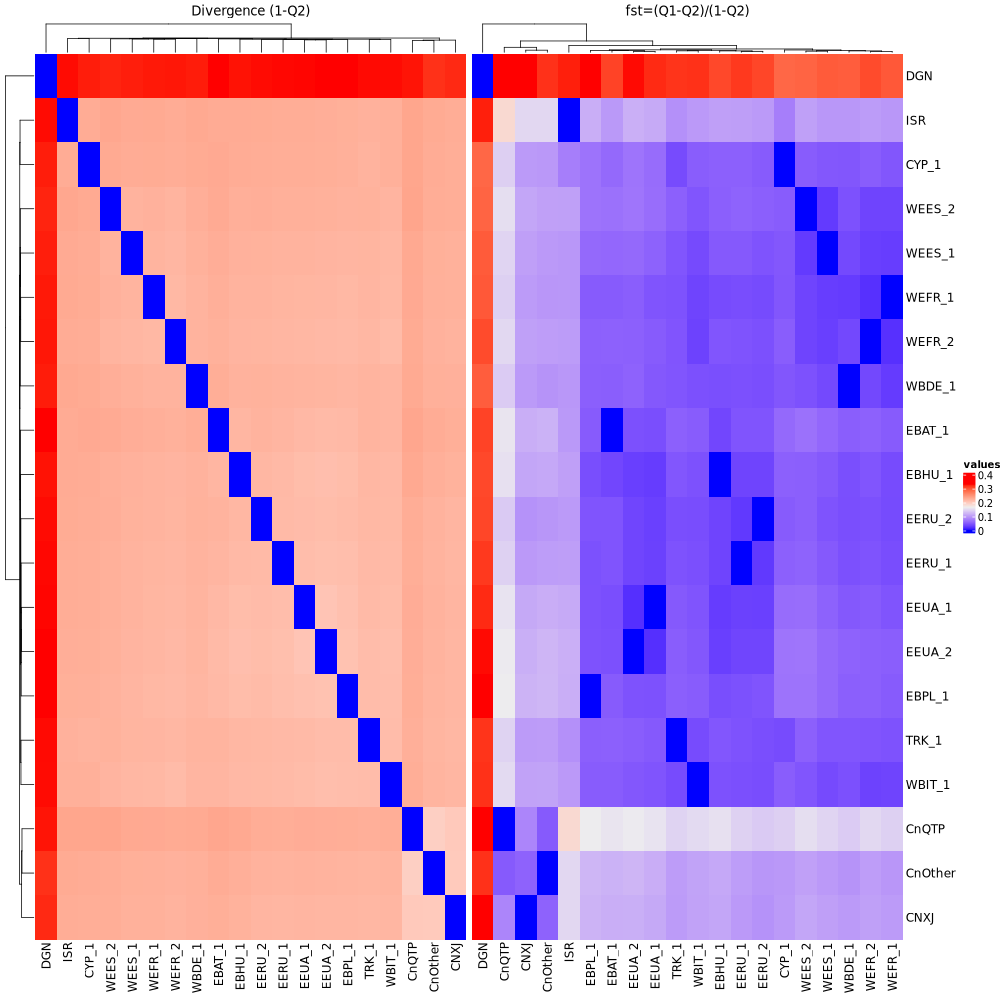 Divergence (1-Q2)
fst=(Q1-Q2)/(1-Q2)
DGN
ISR
CYP_1
WEES_2
WEES_1
WEFR_1
WEFR_2
WBDE_1
EBAT_1
EBHU_1
EERU_2
EERU_1
EEUA_1
EEUA_2
EBPL_1
TRK_1
WBIT_1
CnQTP
CnOther
CNXJ
values
0.4
0.3
0.2
0.1
0
DGN
ISR
CYP_1
WEES_2
WEES_1
WEFR_1
WEFR_2
WBDE_1
EBAT_1
EBHU_1
EERU_2
EERU_1
EEUA_1
EEUA_2
EBPL_1
TRK_1
WBIT_1
CnQTP
CnOther
CNXJ
DGN
CnQTP
CNXJ
CnOther
ISR
EBPL_1
EBAT_1
EEUA_2
EEUA_1
TRK_1
WBIT_1
EBHU_1
EERU_1
EERU_2
CYP_1
WEES_2
WEES_1
WBDE_1
WEFR_2
WEFR_1